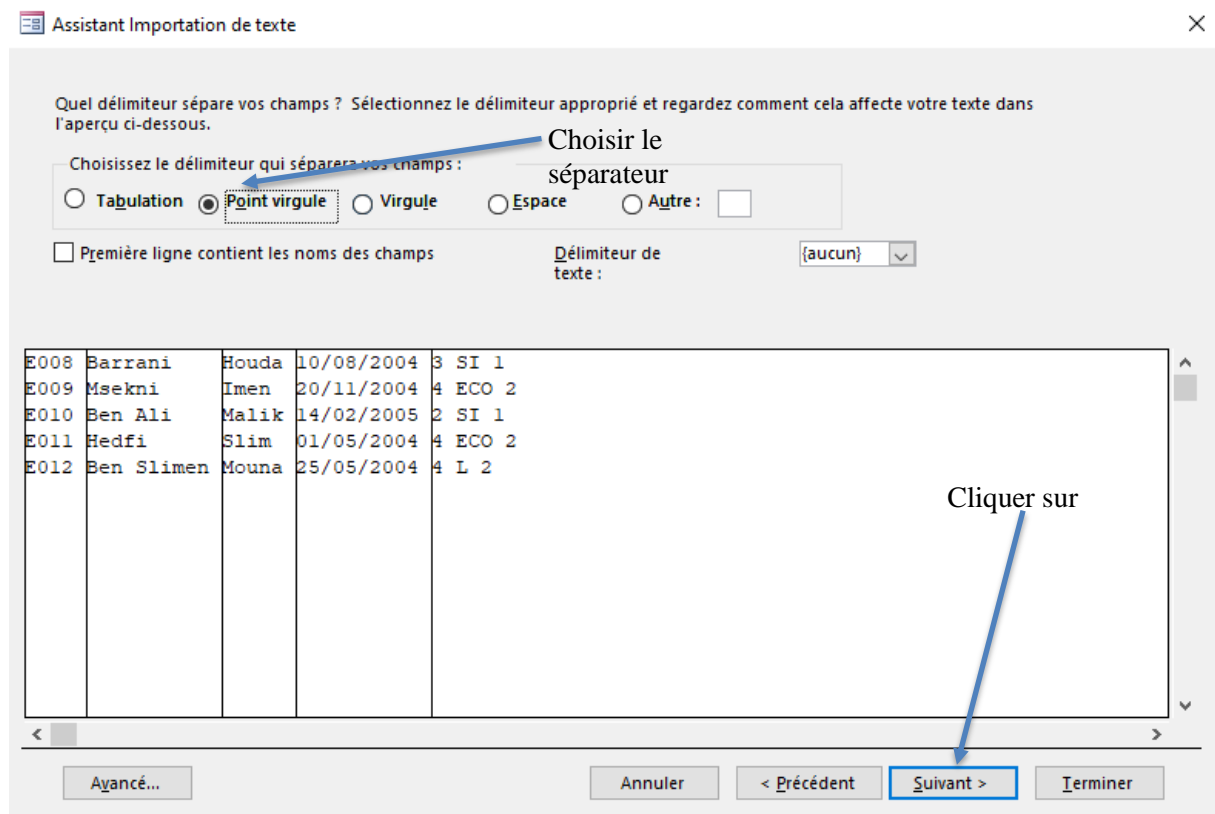 Assistant Importation de texte
Quel délimiteur sépare vos champs ? Sélectionnez le délimiteur approprié et regardez comment cela affecte votre texte dans
l'aperçu ci-dessous.
Choisir le
séparateur
Choisissez le délimiteur qui séparera vos champs :
Tabulation Point virgule Virgule Espace Autre :
Première ligne contient les noms des champs
Délimiteur de
texte :
{aucun}
E008 Barrani Houda 10/08/2004 3 SI 1
E009 Msekni Imen 20/11/2004 4 ECO 2
E010 Ben Ali Malik 14/02/2005 2 SI 1
E011 Hedfi Slim 01/05/2004 4 ECO 2
E012 Ben Slimen Mouna 25/05/2004 4 L 2
Cliquer sur
Avancé... Annuler < Précédent Suivant > Terminer